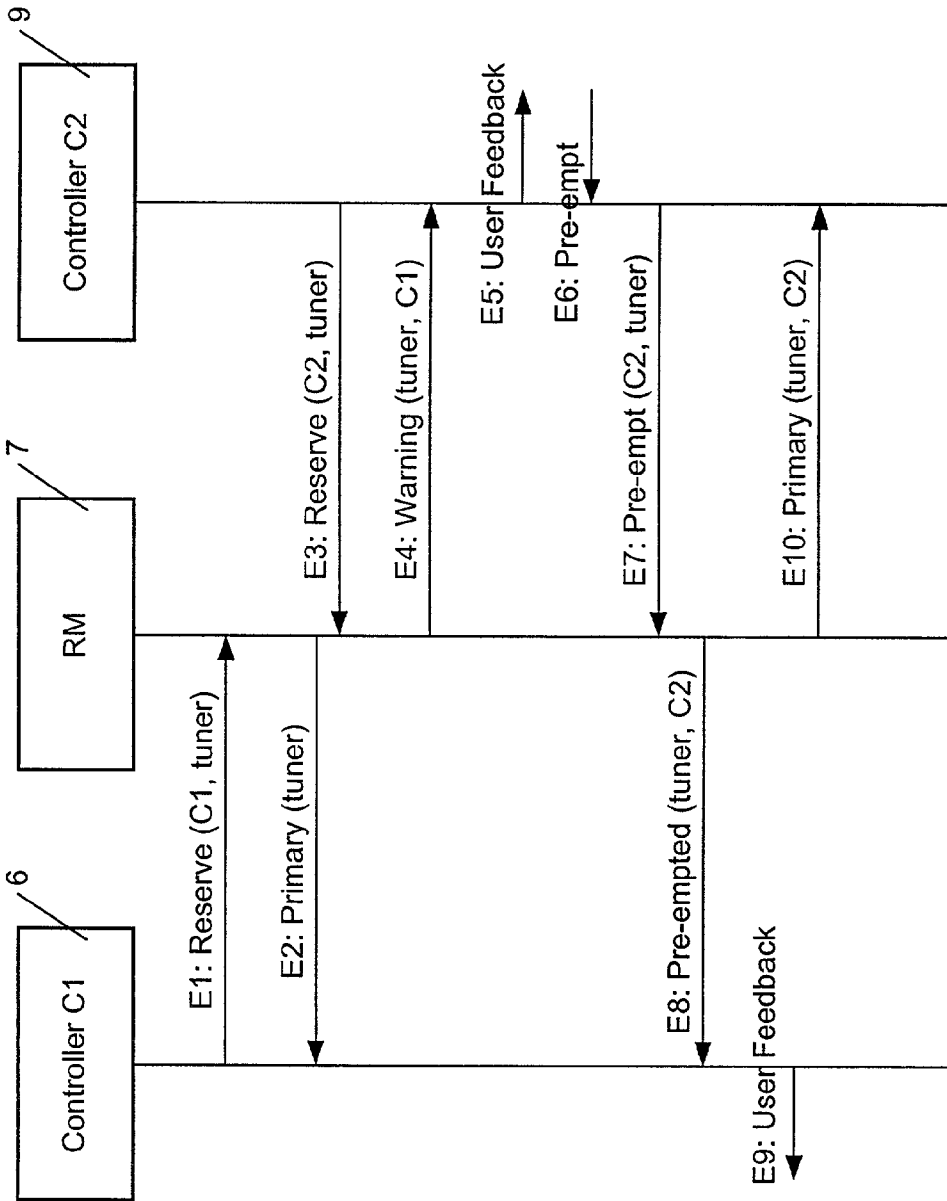 6
7
9
Controller C1
RM
Controller C2
E1: Reserve (C1, tuner)
E2: Primary (tuner)
E3: Reserve (C2, tuner)
E4: Warning (tuner, C1)
E5: User Feedback
E6: Pre-empt
E7: Pre-empt (C2, tuner)
E8: Pre-empted (tuner, C2)
E9: User Feedback
E10: Primary (tuner, C2)